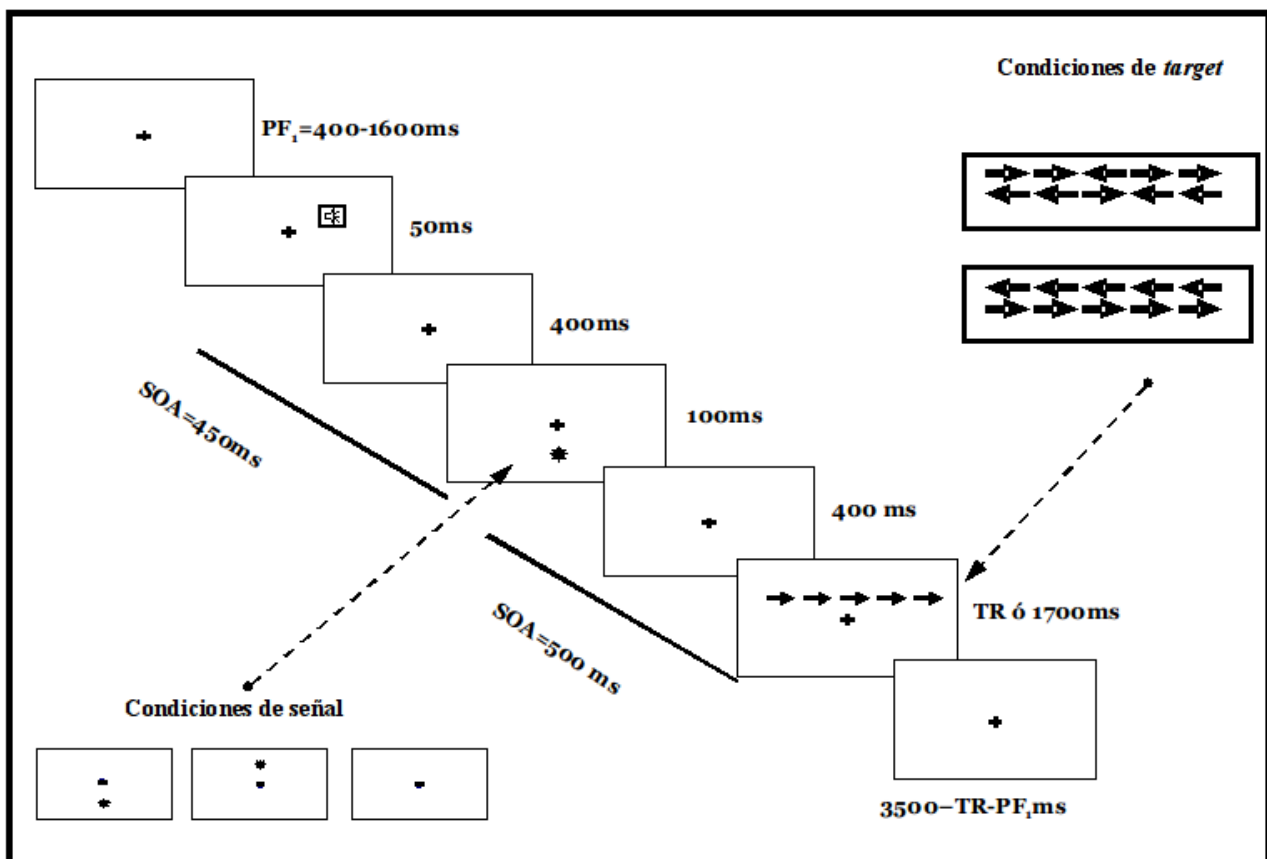 Condiciones de target
PF₁=400-1600ms
50ms
400ms
SOA=450ms
100ms
400 ms
SOA=500 ms
TR ó 1700ms
Condiciones de señal
3500–TR-PF₁ms